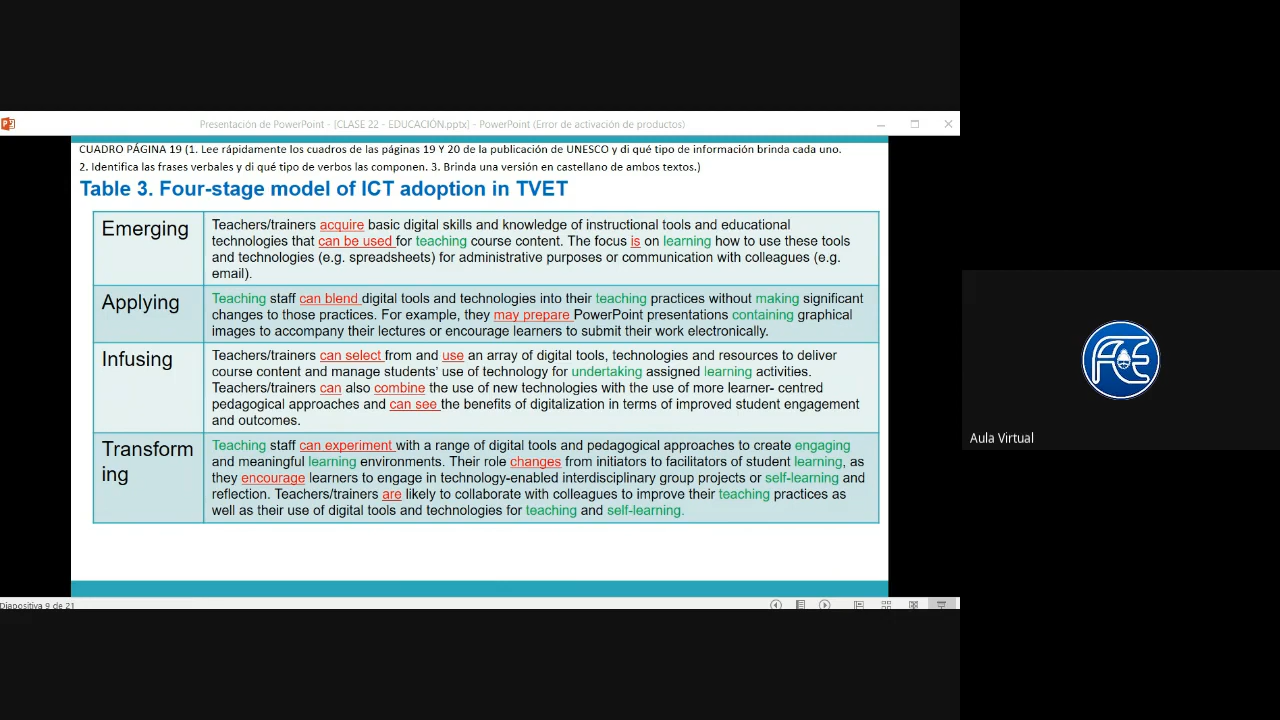 Presentación de PowerPoint - [CLASE 22 - EDUCACIÓN.pptx] - PowerPoint (Error de activación de productos)
CUADRO PÁGINA 19 (1. Lee rápidamente los cuadros de las páginas 19 Y 20 de la publicación de UNESCO y di qué tipo de información brinda cada uno.
2. Identifica las frases verbales y di qué tipo de verbos las componen. 3. Brinda una versión en castellano de ambos textos.)
Table 3. Four-stage model of ICT adoption in TVET
Emerging
Teachers/trainers acquire basic digital skills and knowledge of instructional tools and educational
technologies that can be used for teaching course content. The focus is on learning how to use these tools
and technologies (e.g. spreadsheets) for administrative purposes or communication with colleagues (e.g.
email).
Applying
Teaching staff can blend digital tools and technologies into their teaching practices without making significant
changes to those practices. For example, they may prepare PowerPoint presentations containing graphical
images to accompany their lectures or encourage learners to submit their work electronically.
Infusing
Teachers/trainers can select from and use an array of digital tools, technologies and resources to deliver
course content and manage students' use of technology for undertaking assigned learning activities.
Teachers/trainers can also combine the use of new technologies with the use of more learner- centred
pedagogical approaches and can see the benefits of digitalization in terms of improved student engagement
and outcomes.
Transform
ing
Teaching staff can experiment with a range of digital tools and pedagogical approaches to create engaging
and meaningful learning environments. Their role changes from initiators to facilitators of student learning, as
they encourage learners to engage in technology-enabled interdisciplinary group projects or self-learning and
reflection. Teachers/trainers are likely to collaborate with colleagues to improve their teaching practices as
well as their use of digital tools and technologies for teaching and self-learning.
Diapositiva 9 de 21
Aula Virtual